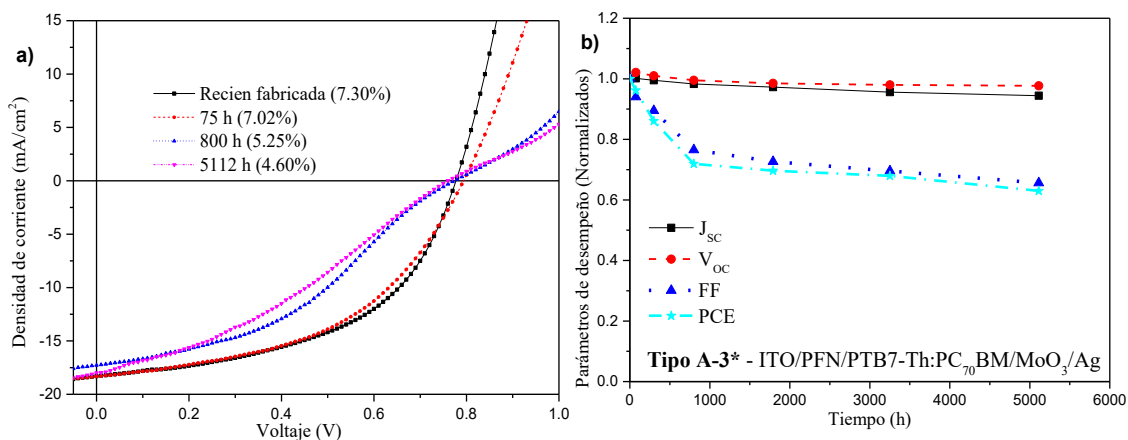 a)
15
10
5
0
-5
-10
-15
-20
Densidad de corriente (mA/cm²)
Recien fabricada (7.30%)
75 h (7.02%)
800 h (5.25%)
5112 h (4.60%)
0.0 0.2 0.4 0.6 0.8 1.0
Voltaje (V)
b)
1.2
1.0
0.8
0.6
0.4
0.2
0.0
Parámetros de desempeño (Normalizados)
J_SC
V_OC
FF
PCE
Tipo A-3* - ITO/PFN/PTB7-Th:PC₇₀BM/MoO₃/Ag
0 1000 2000 3000 4000 5000 6000
Tiempo (h)